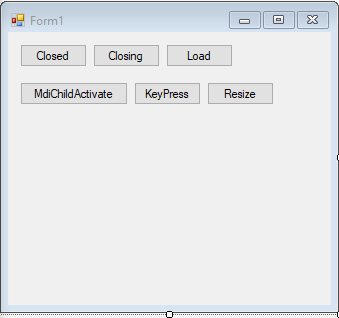 Form1
Closed Closing Load
MdiChildActivate KeyPress Resize